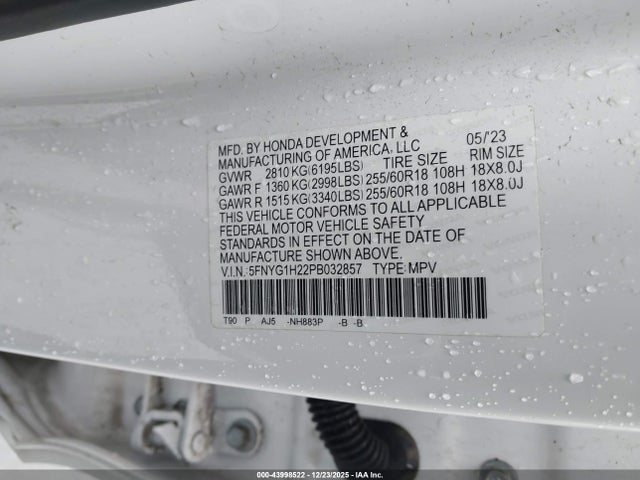 MFD. BY HONDA DEVELOPMENT & 05/'23
MANUFACTURING OF AMERICA, LLC
GVWR 2810 KG(6195LBS) TIRE SIZE RIM SIZE
GAWR F 1360 KG(2998LBS) 255/60R18 108H 18X8.0J
GAWR R 1515 KG(3340LBS) 255/60R18 108H 18X8.0J
THIS VEHICLE CONFORMS TO ALL APPLICABLE
FEDERAL MOTOR VEHICLE SAFETY
STANDARDS IN EFFECT ON THE DATE OF
MANUFACTURE SHOWN ABOVE.
V.I.N.: 5FNYG1H22PB032857 TYPE: MPV
T90 P AJ5 -NH883P -B -B
00-43998522 - 12/23/2025 - Copyright IAA, Inc.